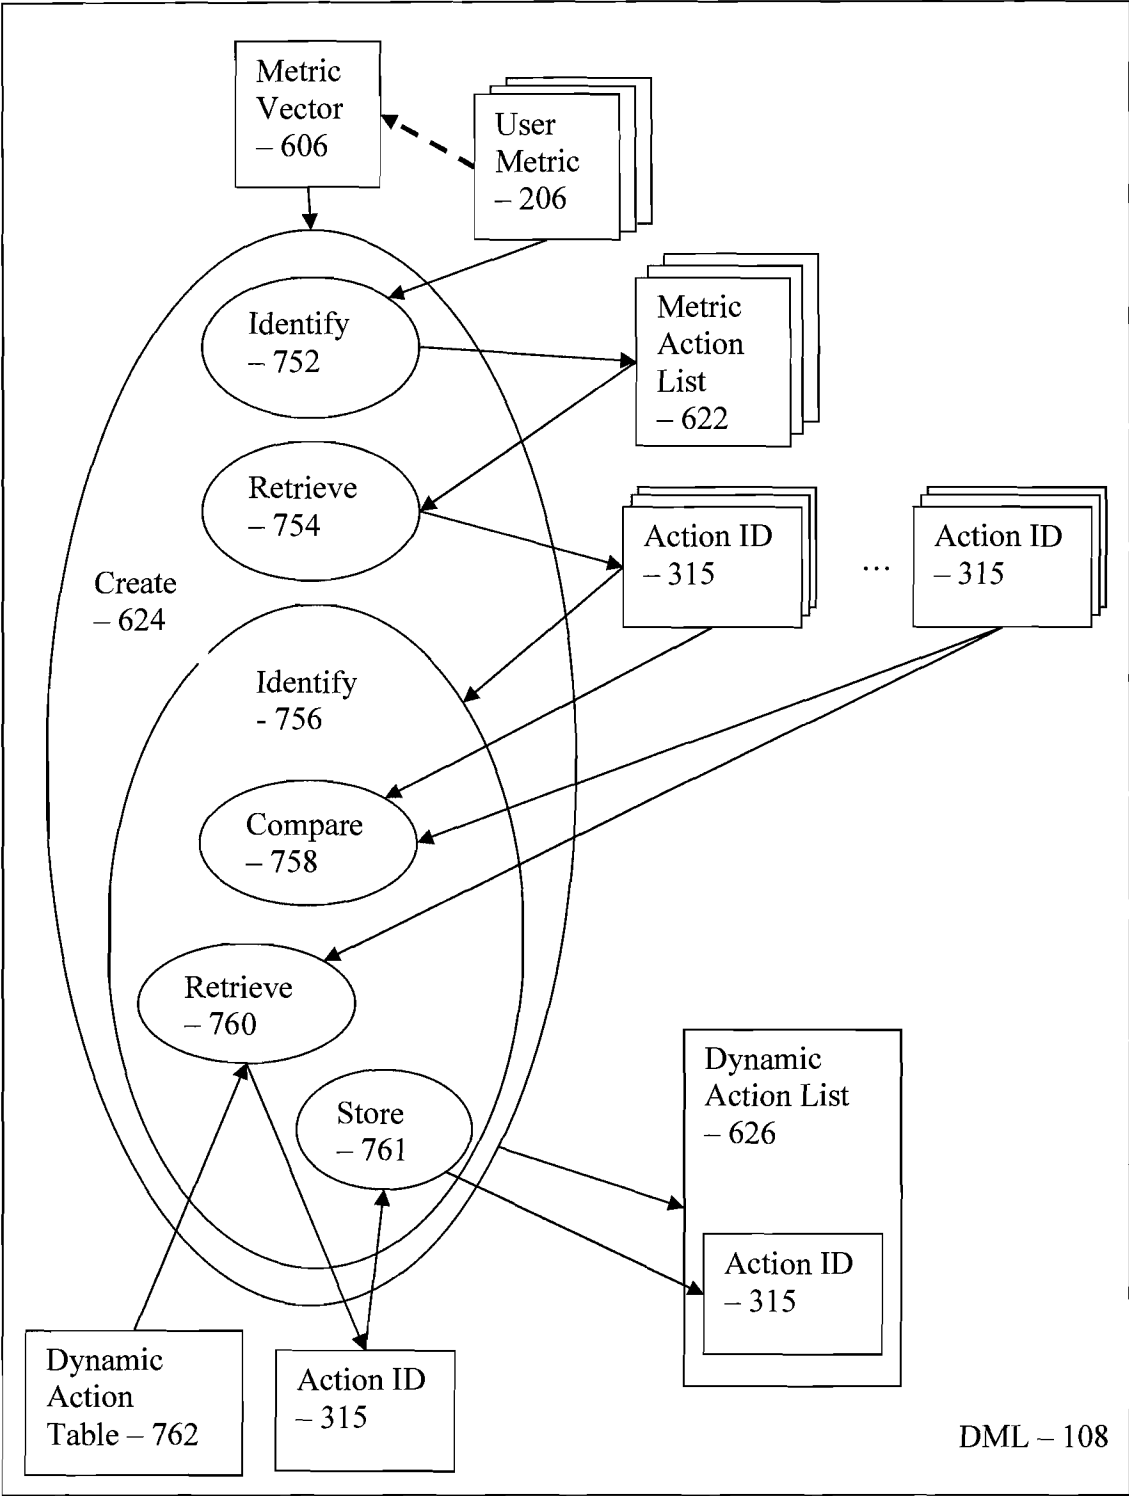 Metric
Vector
– 606
User
Metric
– 206
Identify
– 752
Metric
Action
List
– 622
Retrieve
– 754
Action ID
– 315
...
Action ID
– 315
Create
– 624
Identify
- 756
Compare
– 758
Retrieve
– 760
Store
– 761
Dynamic
Action List
– 626
Action ID
– 315
Dynamic
Action
Table – 762
Action ID
– 315
DML – 108